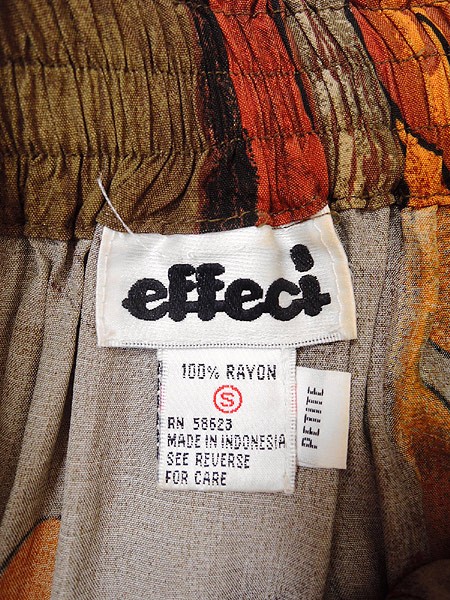 effeci
100% RAYON
S
RN 58623
MADE IN INDONESIA
SEE REVERSE
FOR CARE